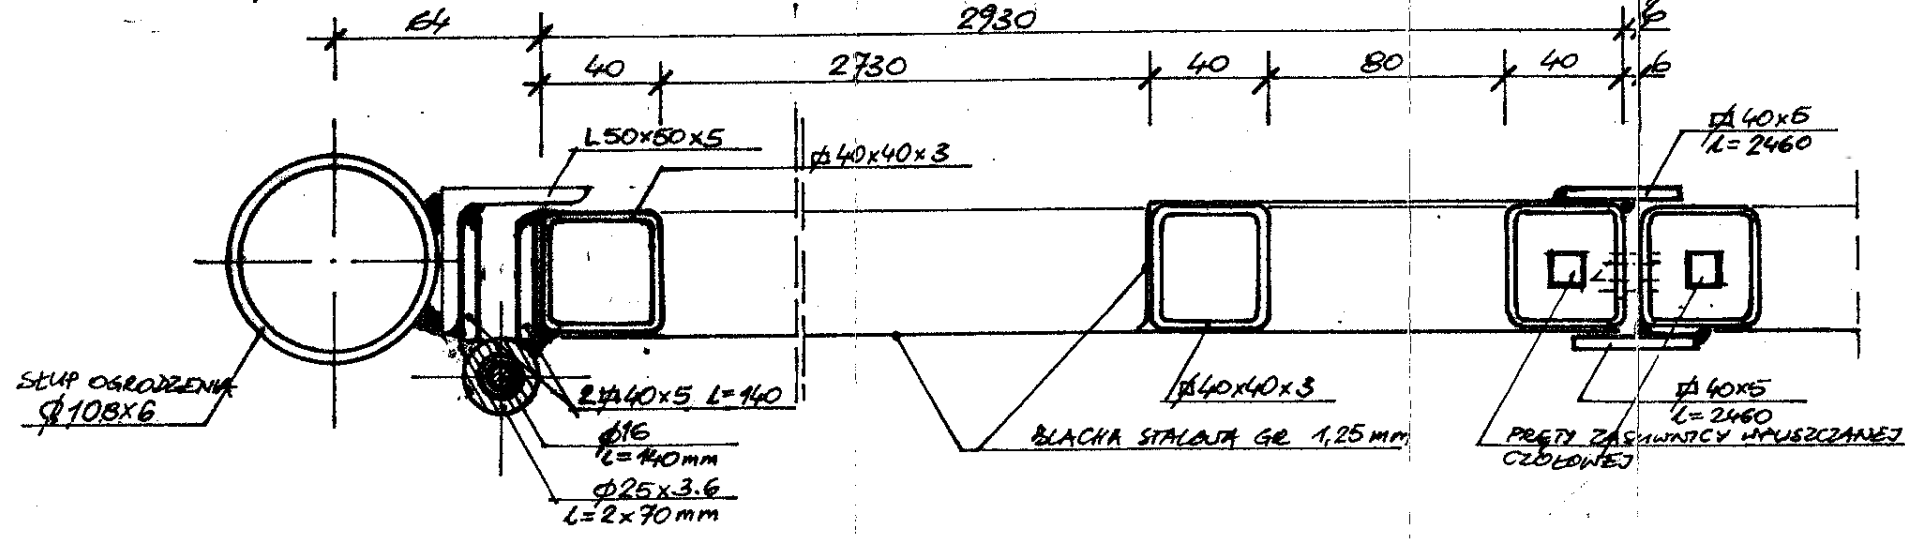 64
2930
6
40
2730
40
80
40
6
L50x50x5
⌀40x40x3
⌀40x5
l=2460
SŁUP OGRODZENIA
⌀108x6
2⌀40x5 l=140
⌀16
l=140mm
⌀25x3.6
l=2x70mm
⌀40x40x3
BLACHA STALOWA GR 1,25 mm
⌀40x5
l=2460
PRĘTY ZASUWNICY WPUSZCZANEJ
CZOŁOWEJ